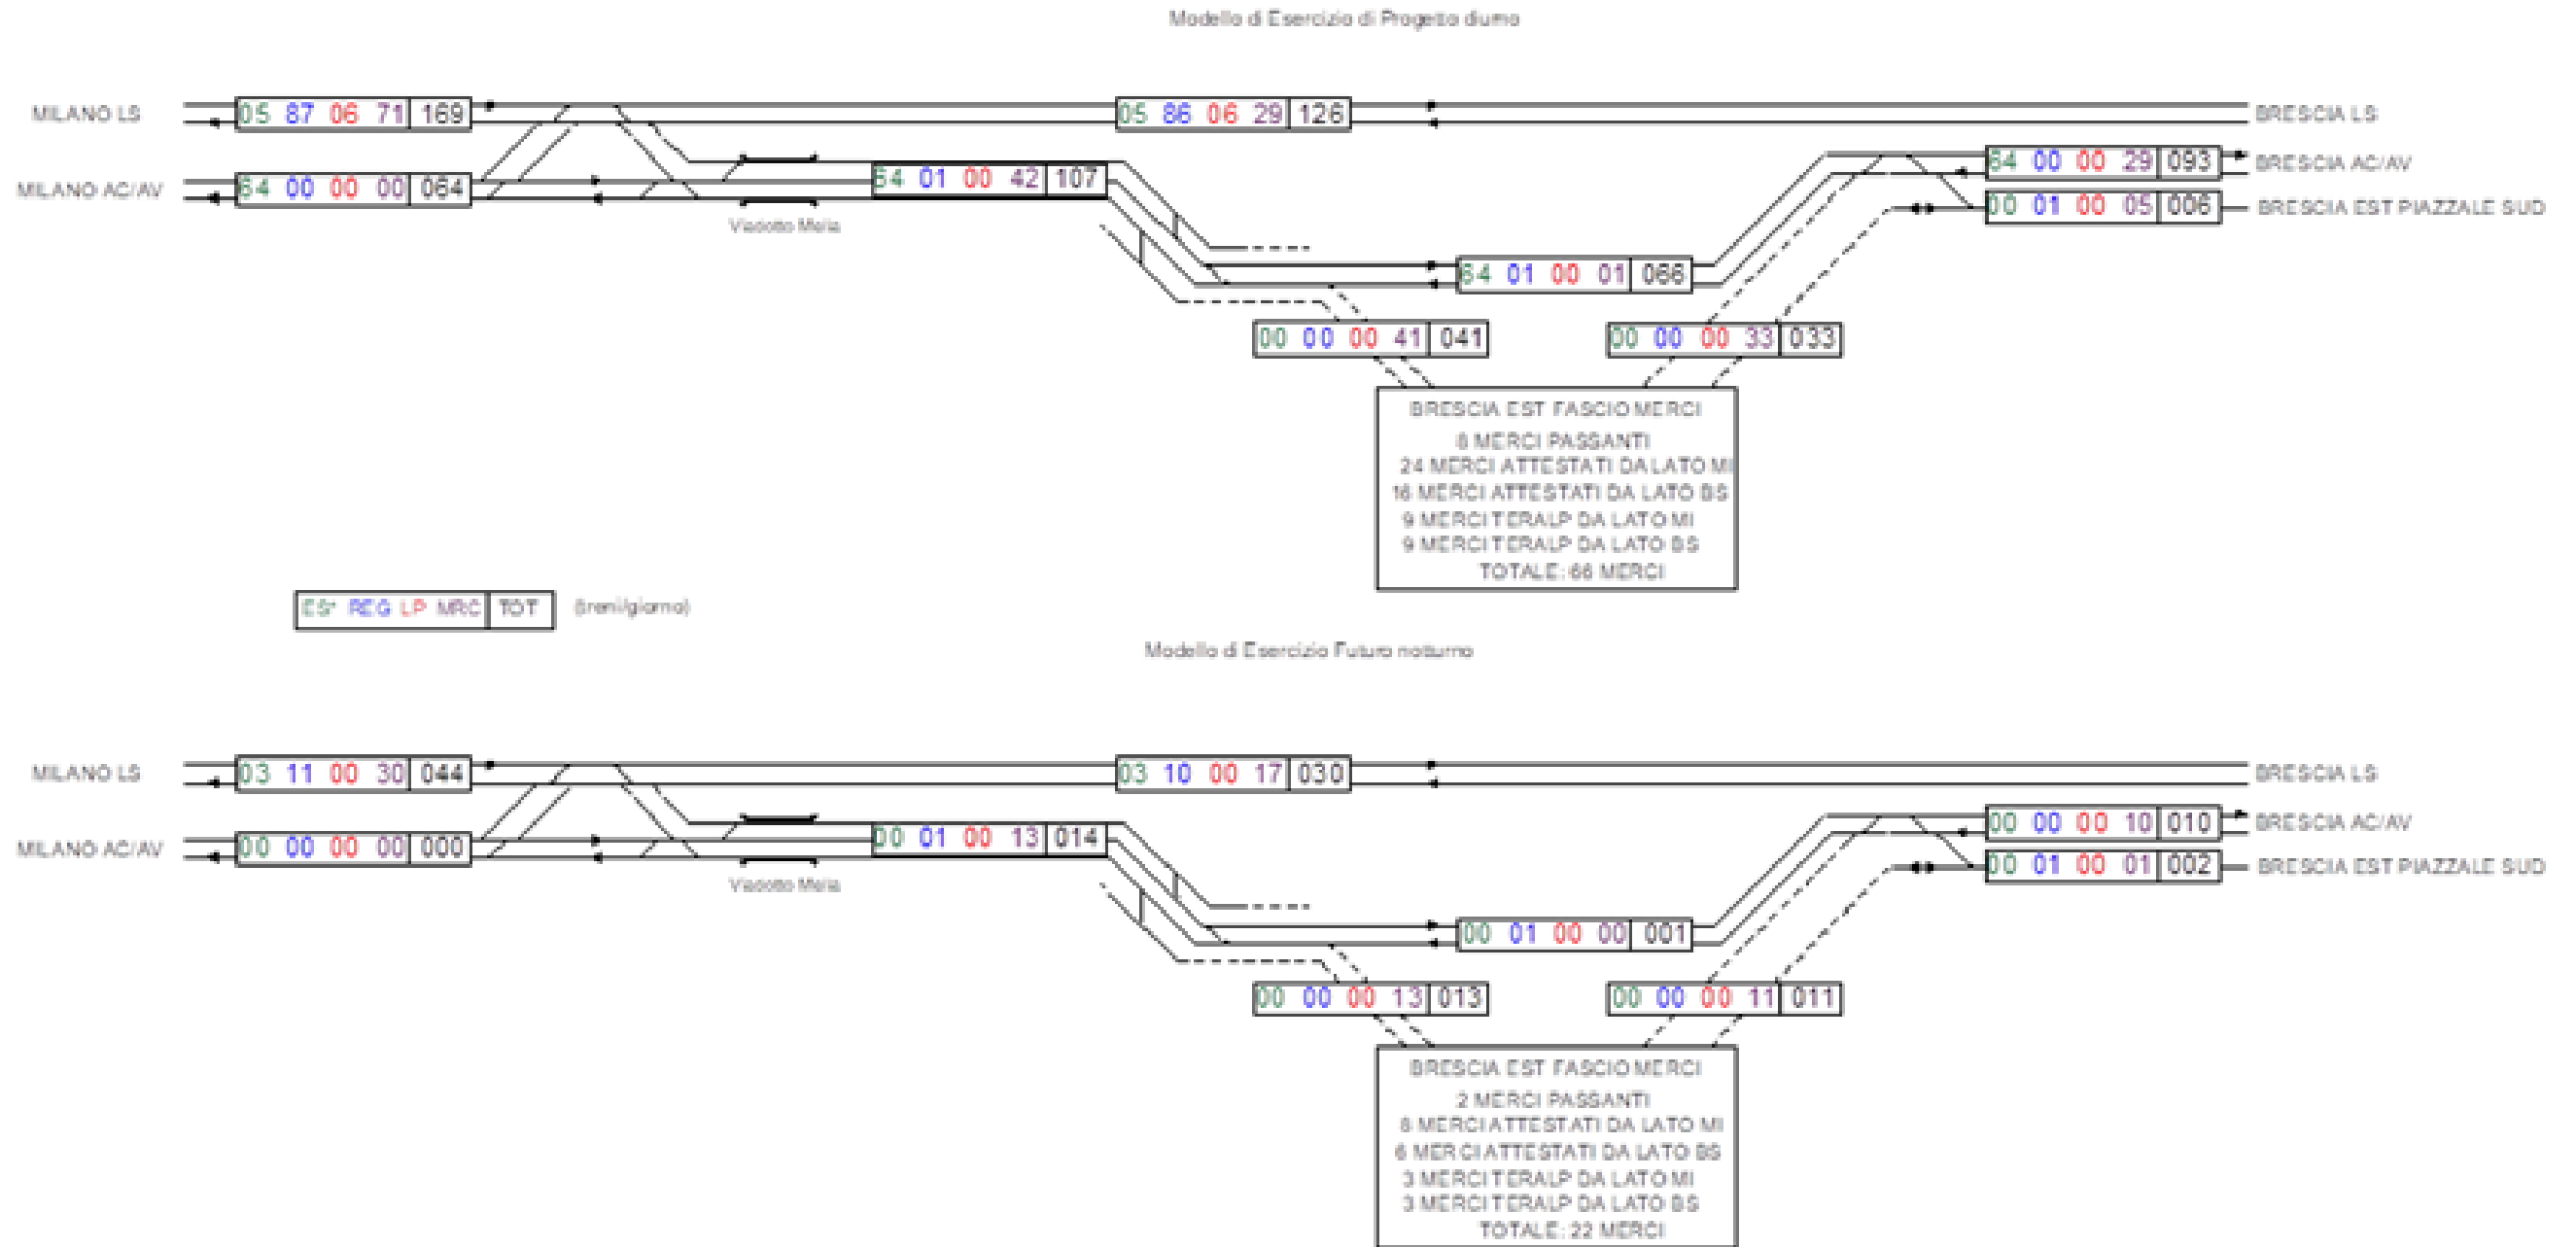 Modello di Esercizio di Progetto diurno
MILANO LS
05 87 06 71 169
05 86 06 29 126
BRESCIA LS
MILANO AC/AV
64 00 00 00 064
64 01 00 42 107
64 00 00 29 093
BRESCIA AC/AV
00 01 00 05 006
BRESCIA EST PIAZZALE SUD
Viadotto Mella
64 01 00 01 066
00 00 00 41 041
00 00 00 33 033
BRESCIA EST FASCIO MERCI
8 MERCI PASSANTI
24 MERCI ATTESTATI DA LATO MI
16 MERCI ATTESTATI DA LATO BS
9 MERCI TERALP DA LATO MI
9 MERCI TERALP DA LATO BS
TOTALE: 66 MERCI
ES* REG LP MRC TOT (treni/giorno)
Modello di Esercizio Futuro notturno
MILANO LS
03 11 00 30 044
03 10 00 17 030
BRESCIA LS
MILANO AC/AV
00 00 00 00 000
00 01 00 13 014
00 00 00 10 010
BRESCIA AC/AV
00 01 00 01 002
BRESCIA EST PIAZZALE SUD
Viadotto Mella
00 01 00 00 001
00 00 00 13 013
00 00 00 11 011
BRESCIA EST FASCIO MERCI
2 MERCI PASSANTI
8 MERCI ATTESTATI DA LATO MI
6 MERCI ATTESTATI DA LATO BS
3 MERCI TERALP DA LATO MI
3 MERCI TERALP DA LATO BS
TOTALE: 22 MERCI